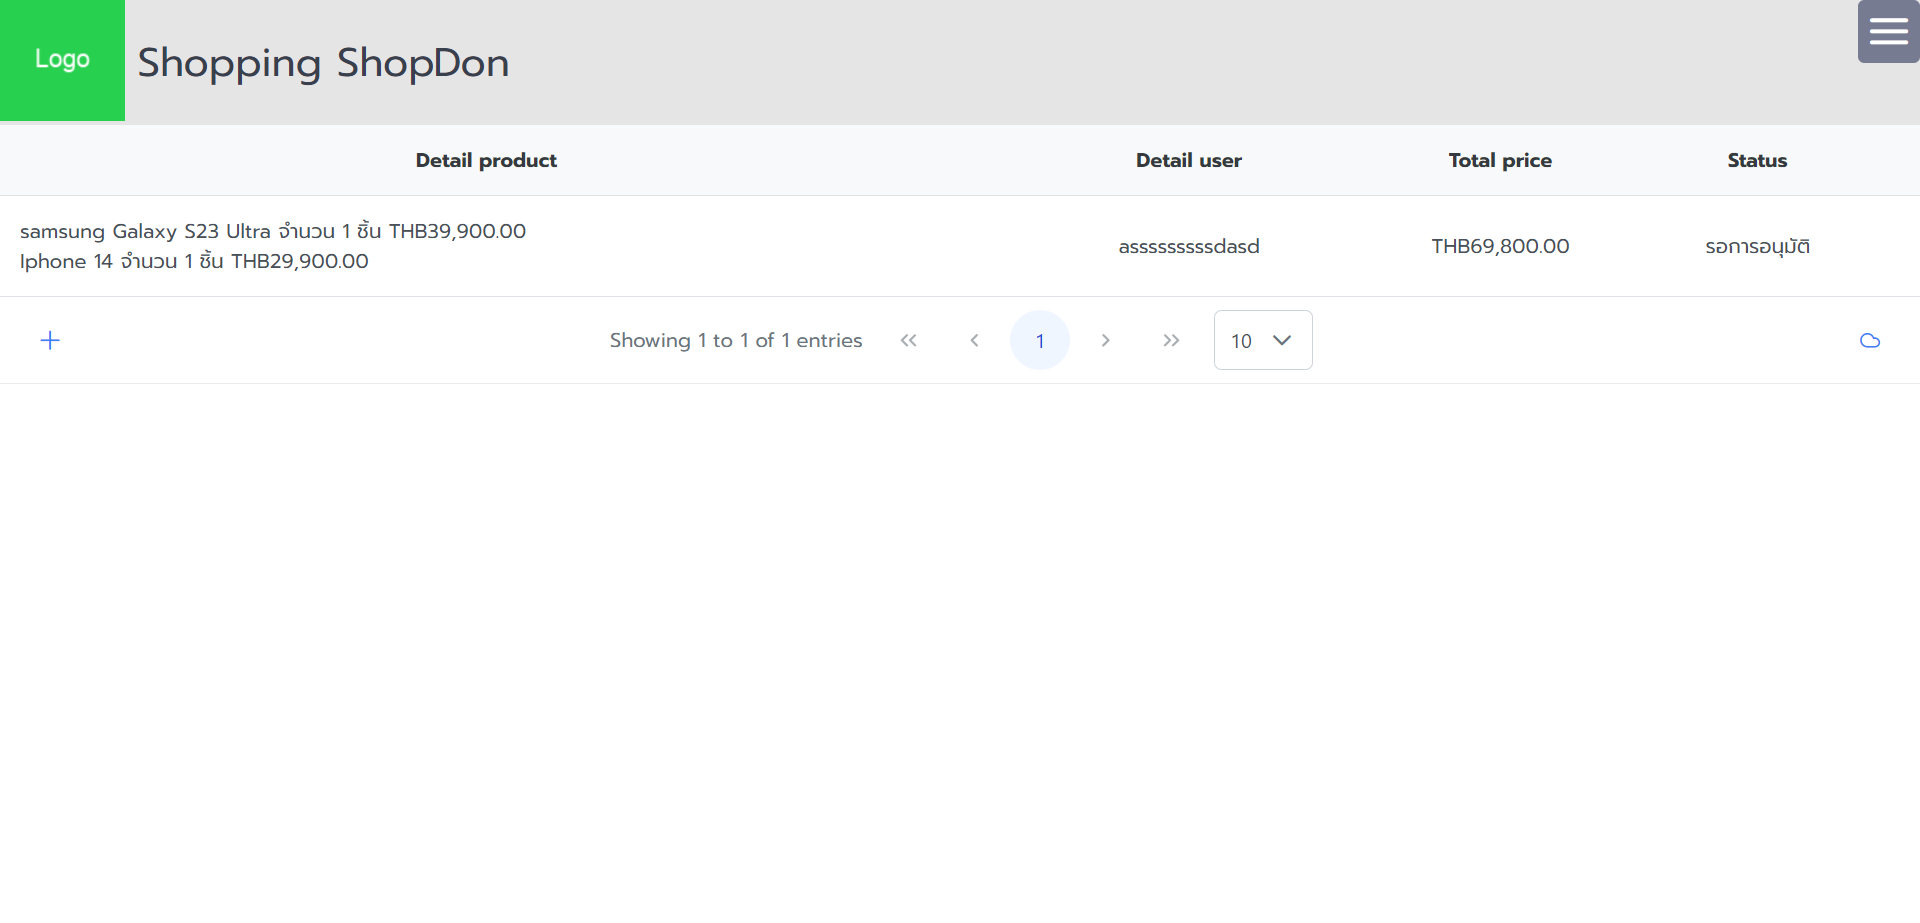 Logo
Shopping ShopDon
Detail product Detail user Total price Status
samsung Galaxy S23 Ultra จำนวน 1 ชิ้น THB39,900.00
Iphone 14 จำนวน 1 ชิ้น THB29,900.00
asssssssssdasd THB69,800.00 รอการอนุมัติ
Showing 1 to 1 of 1 entries 1 10